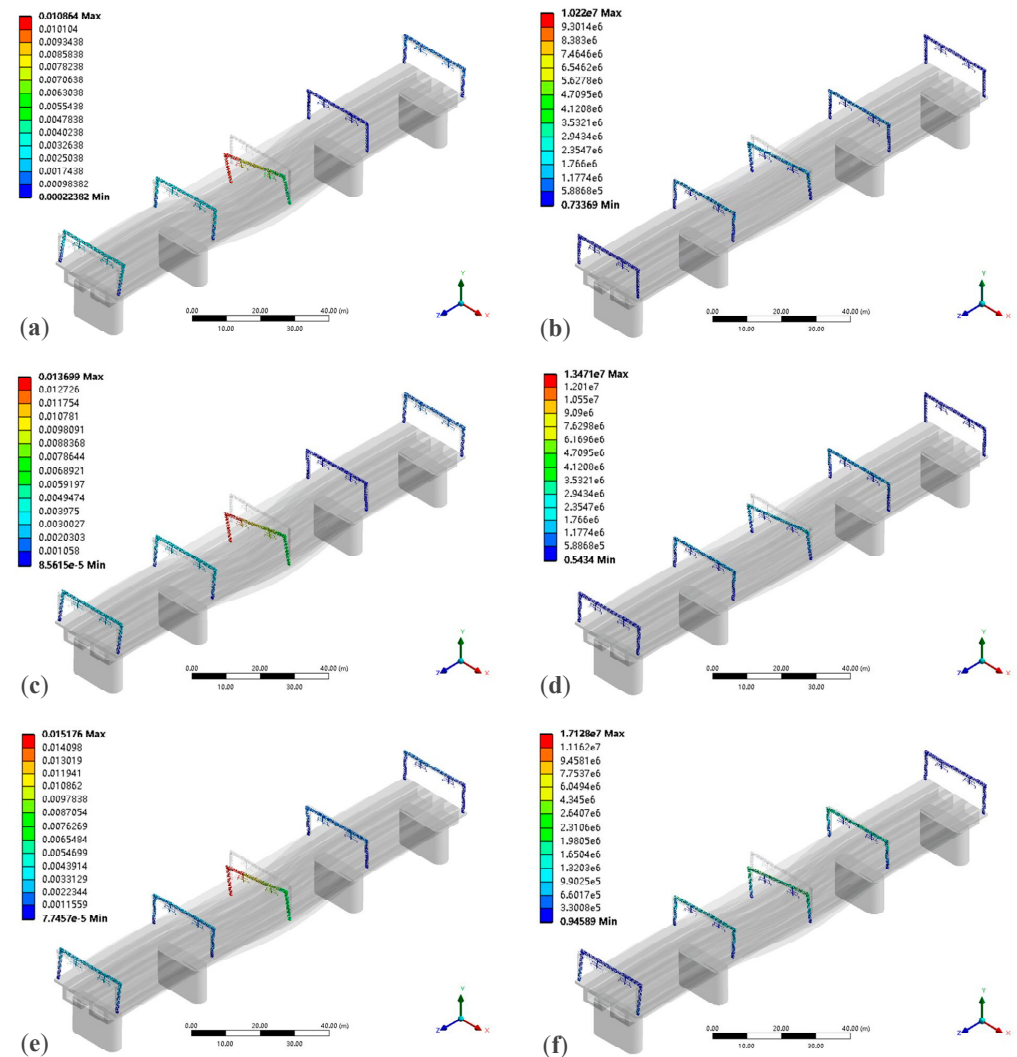 0.010864 Max
0.010104
0.0093438
0.0085838
0.0078238
0.0070638
0.0063038
0.0055438
0.0047838
0.0040238
0.0032638
0.0025038
0.0017438
0.00098382
0.00022382 Min
0.00 20.00 40.00 (m)
10.00 30.00
Y
Z X
(a)
1.022e7 Max
9.3014e6
8.383e6
7.4646e6
6.5462e6
5.6278e6
4.7095e6
4.1208e6
3.5321e6
2.9434e6
2.3547e6
1.766e6
1.1774e6
5.8868e5
0.73369 Min
0.00 20.00 40.00 (m)
10.00 30.00
Y
Z X
(b)
0.013699 Max
0.012726
0.011754
0.010781
0.0098091
0.0088368
0.0078644
0.0068921
0.0059197
0.0049474
0.003975
0.0030027
0.0020303
0.001058
8.5615e-5 Min
0.00 20.00 40.00 (m)
10.00 30.00
Y
Z X
(c)
1.3471e7 Max
1.201e7
1.055e7
9.09e6
7.6298e6
6.1696e6
4.7095e6
4.1208e6
3.5321e6
2.9434e6
2.3547e6
1.766e6
1.1774e6
5.8868e5
0.5434 Min
0.00 20.00 40.00 (m)
10.00 30.00
Y
Z X
(d)
0.015176 Max
0.014098
0.013019
0.011941
0.010862
0.0097838
0.0087054
0.0076269
0.0065484
0.0054699
0.0043914
0.0033129
0.0022344
0.0011559
7.7457e-5 Min
0.00 20.00 40.00 (m)
10.00 30.00
Y
Z X
(e)
1.7128e7 Max
1.1162e7
9.4581e6
7.7537e6
6.0494e6
4.345e6
2.6407e6
2.3106e6
1.9805e6
1.6504e6
1.3203e6
9.9025e5
6.6017e5
3.3008e5
0.94589 Min
0.00 20.00 40.00 (m)
10.00 30.00
Y
Z X
(f)